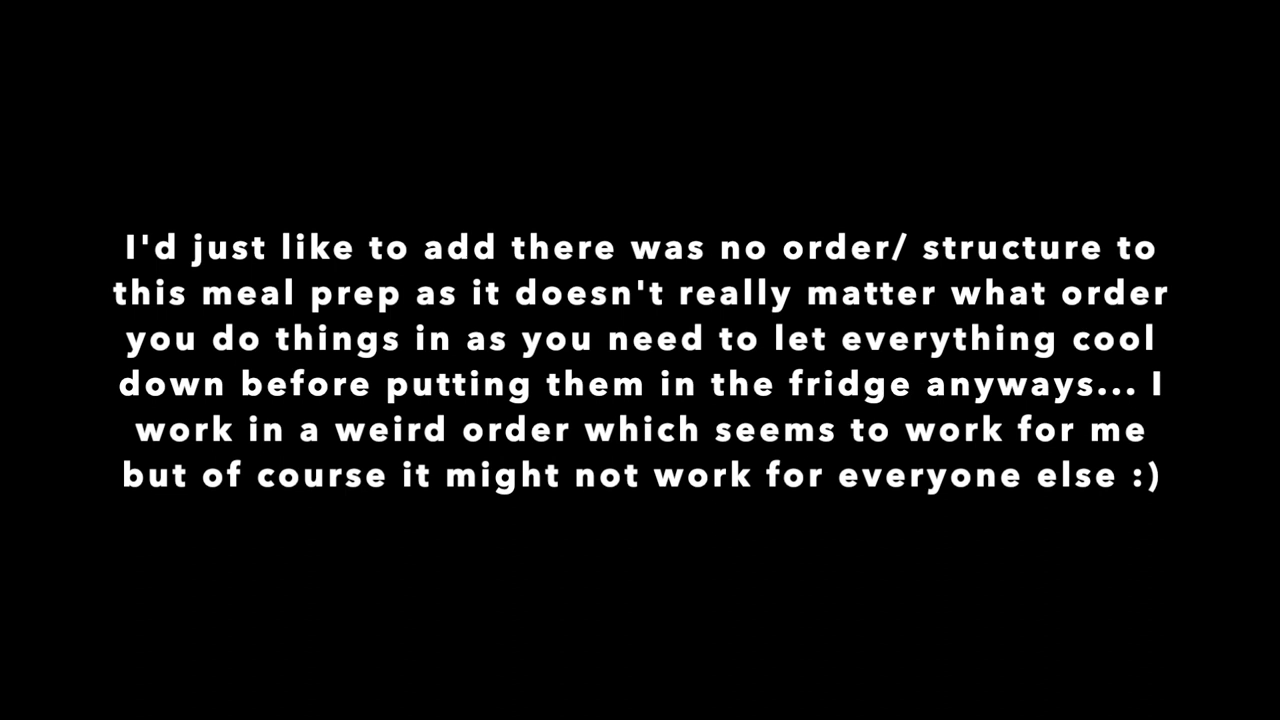 I'd just like to add there was no order/ structure to
this meal prep as it doesn't really matter what order
you do things in as you need to let everything cool
down before putting them in the fridge anyways... I
work in a weird order which seems to work for me
but of course it might not work for everyone else :)